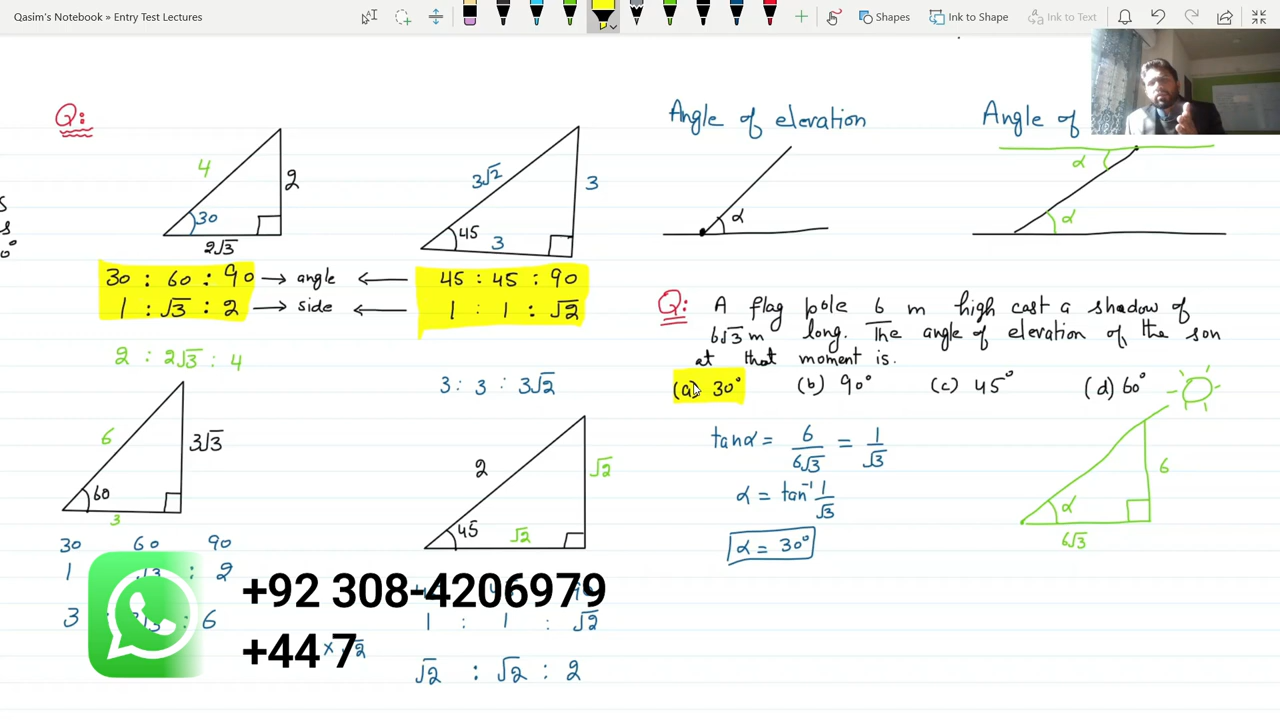 Qasim's Notebook » Entry Test Lectures
Shapes
Ink to Shape
Ink to Text
Q:
4
2
30
2√3
3√2
3
45
3
30 : 60 : 90 → angle ← 45 : 45 : 90
1 : √3 : 2 → side ← 1 : 1 : √2
2 : 2√3 : 4
3 : 3 : 3√2
6
3√3
60
3
2
√2
45
√2
30 60 90
1 √3 : 2
3 : 6
1 : 1 : √2
√2 : √2 : 2
Angle of elevation
α
Angle of
α
α
Q: A flag pole 6 m high cast a shadow of
6√3 m long. The angle of elevation of the son
at that moment is.
(a) 30° (b) 90° (c) 45° (d) 60°
tanα = 6/6√3 = 1/√3
α = tan⁻¹ 1/√3
α = 30°
6
α
6√3
+92 308-4206979
+44 7